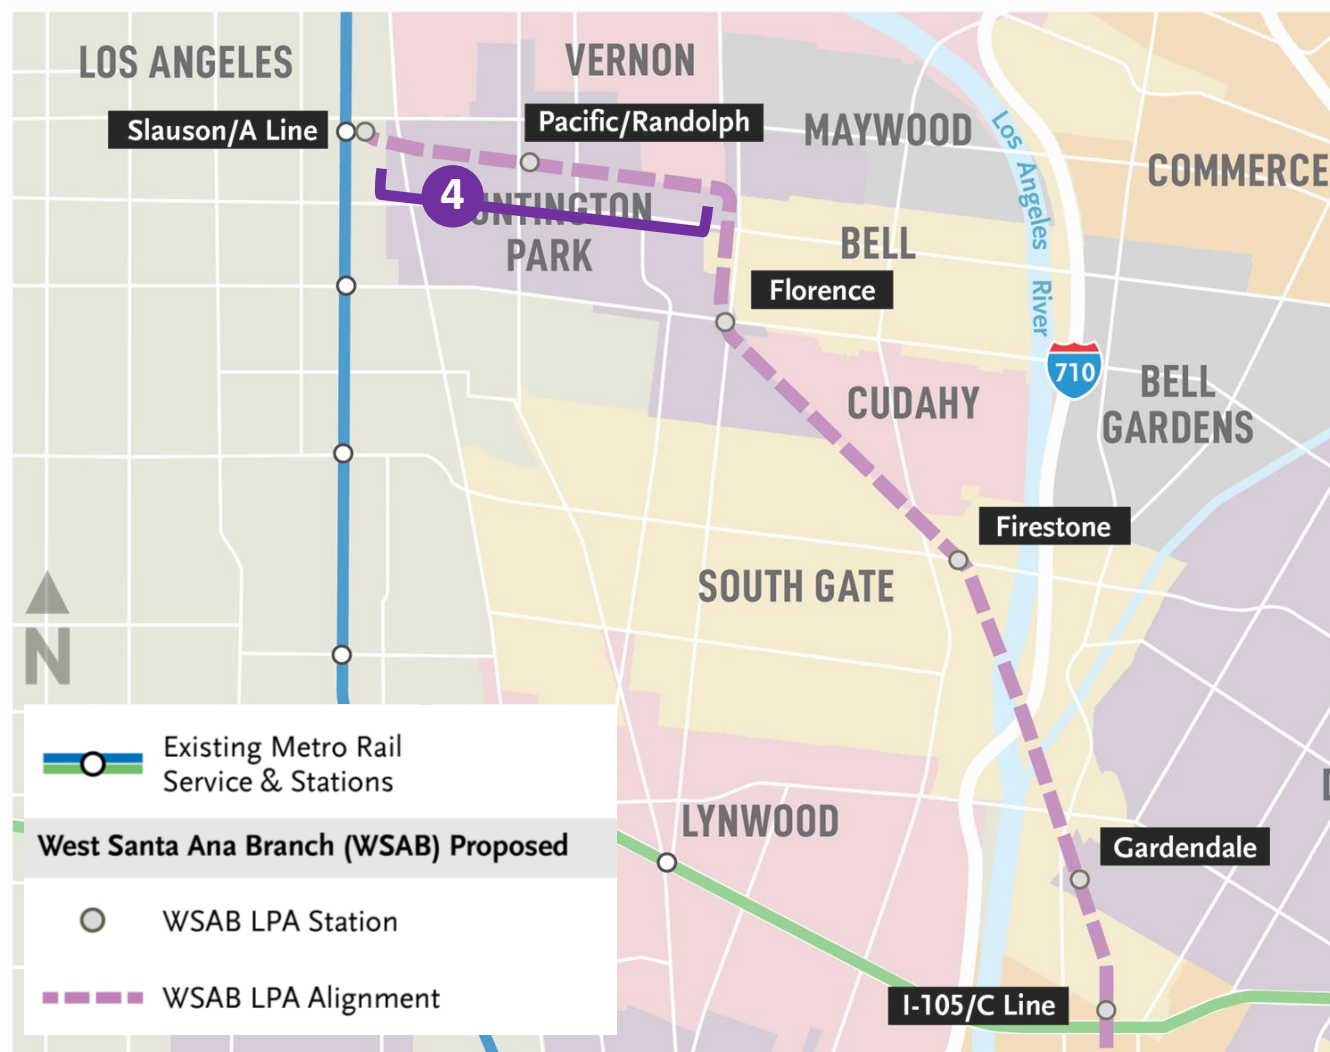 LOS ANGELES
VERNON
Slauson/A Line
Pacific/Randolph
MAYWOOD
COMMERCE
Los Angeles River
4
UNTINGTON
PARK
BELL
Florence
710
BELL
GARDENS
CUDAHY
Firestone
SOUTH GATE
N
Existing Metro Rail
Service & Stations
West Santa Ana Branch (WSAB) Proposed
WSAB LPA Station
WSAB LPA Alignment
LYNWOOD
Gardendale
I-105/C Line